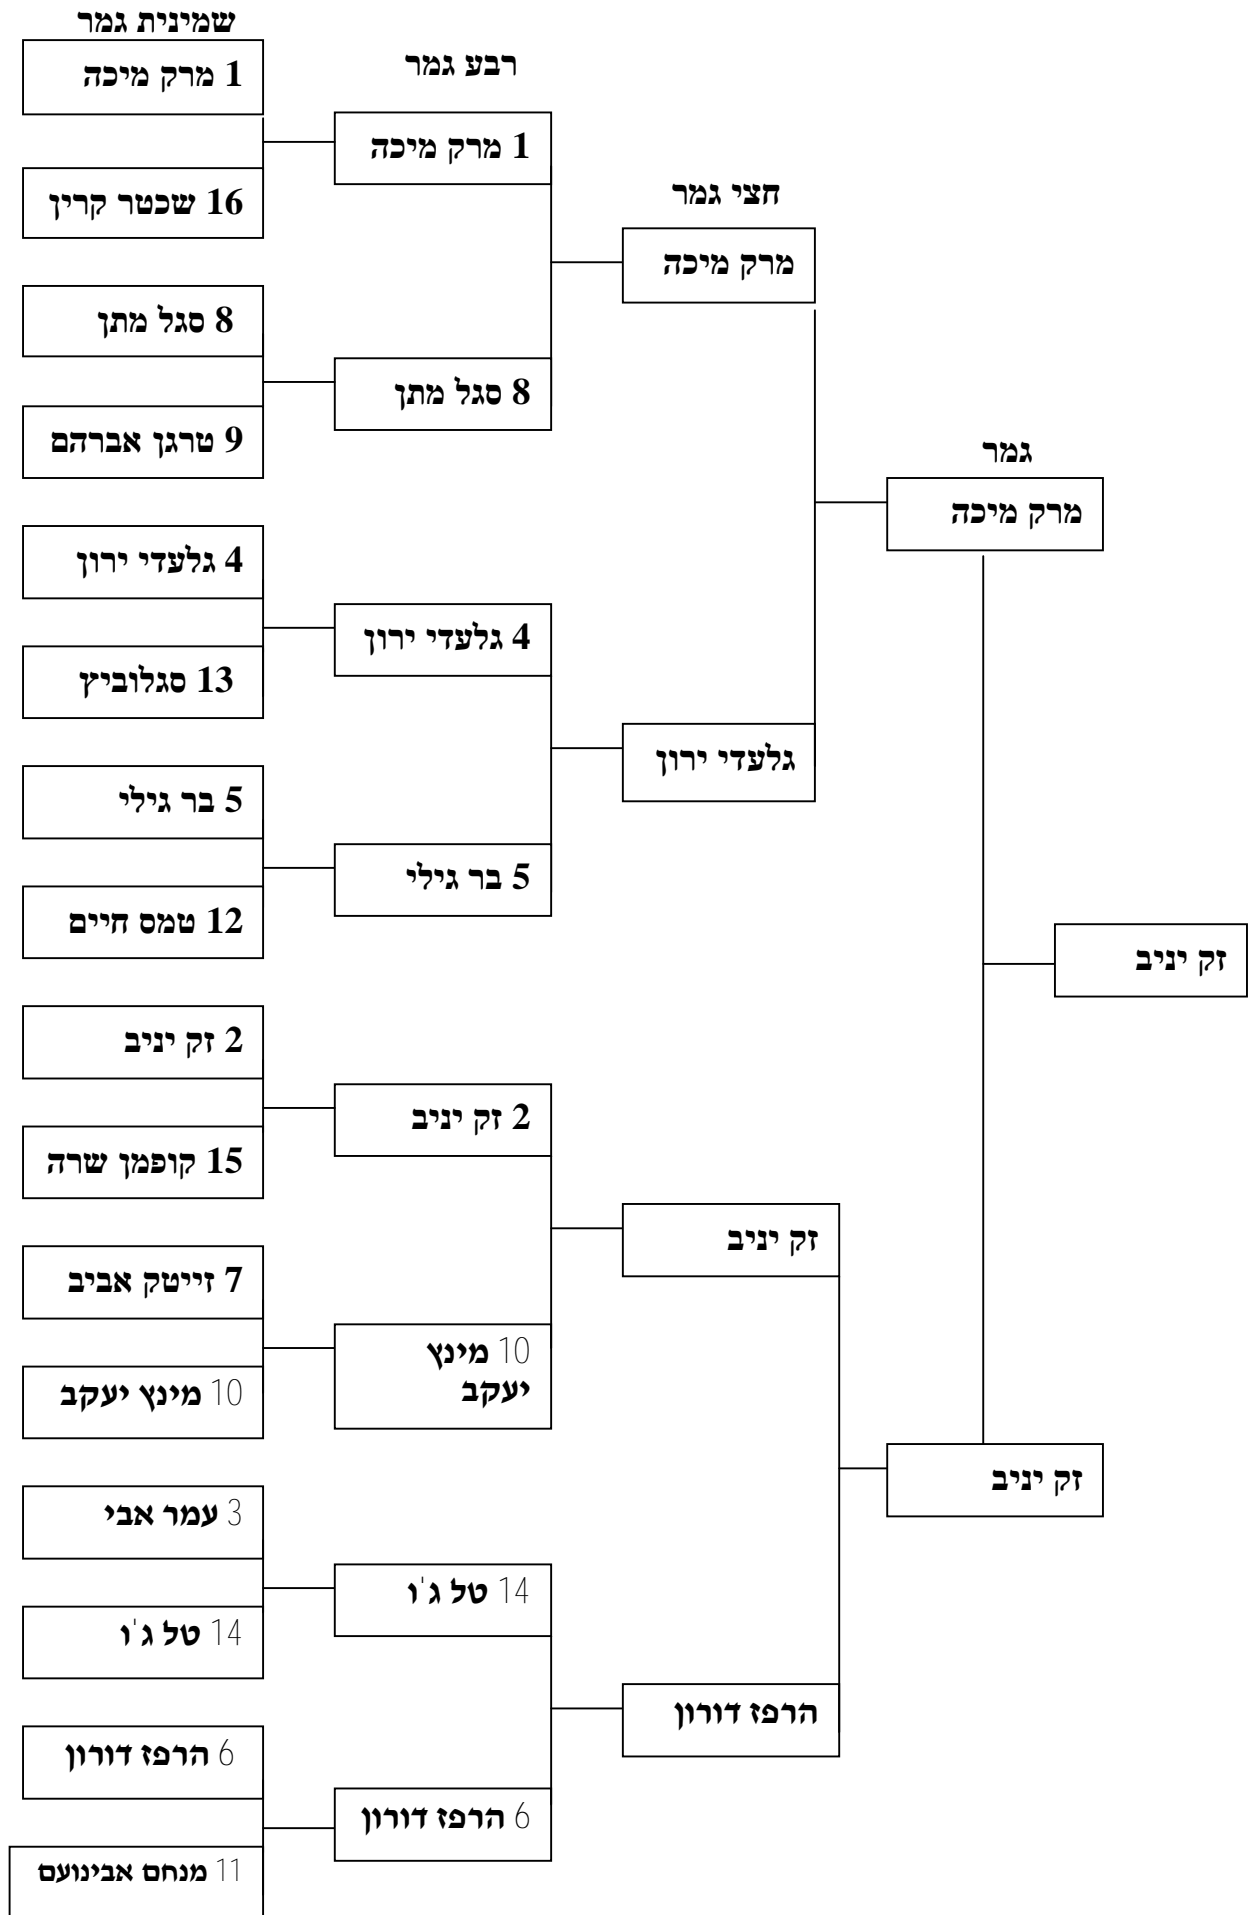 שמינית גמר
1 מרק מיכה
16 שכטר קרין
8 סגל מתן
9 טרגן אברהם
4 גלעדי ירון
13 סגלוביץ
5 בר גילי
12 טמס חיים
2 זק יניב
15 קופמן שרה
7 זייטק אביב
10 מינץ יעקב
3 עמר אבי
14 טל ג'ו
6 הרפז דורון
11 מנחם אבינועם
רבע גמר
1 מרק מיכה
8 סגל מתן
4 גלעדי ירון
5 בר גילי
2 זק יניב
10 מינץ
יעקב
14 טל ג'ו
6 הרפז דורון
חצי גמר
מרק מיכה
גלעדי ירון
זק יניב
הרפז דורון
גמר
מרק מיכה
זק יניב
זק יניב